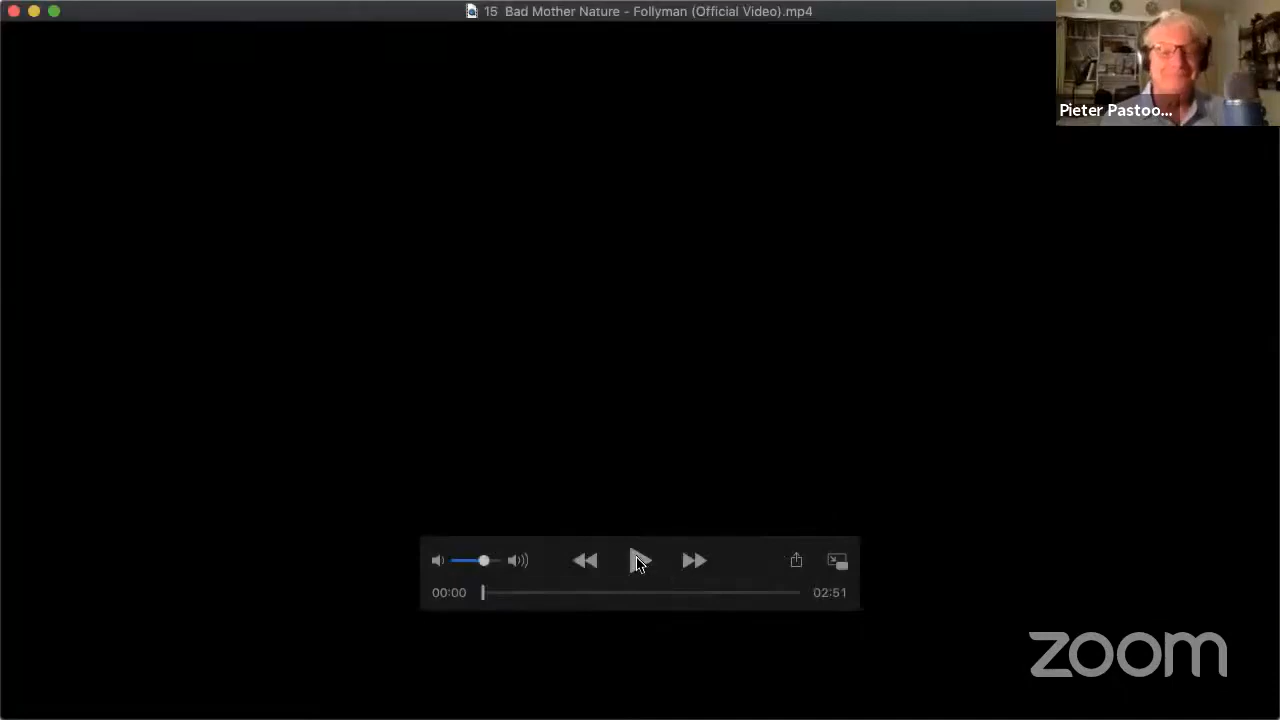 15  Bad Mother Nature - Follyman (Official Video).mp4
Pieter Pastoo...
00:00
02:51
zoom